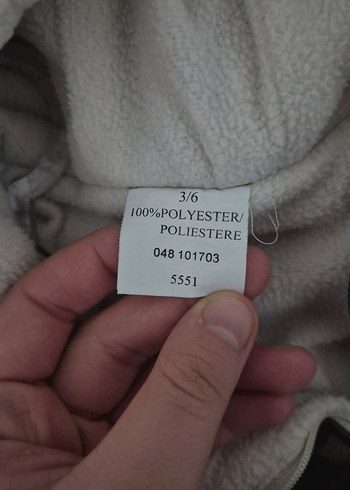 3/6
100%POLYESTER/
POLIESTERE
048 101703
5551